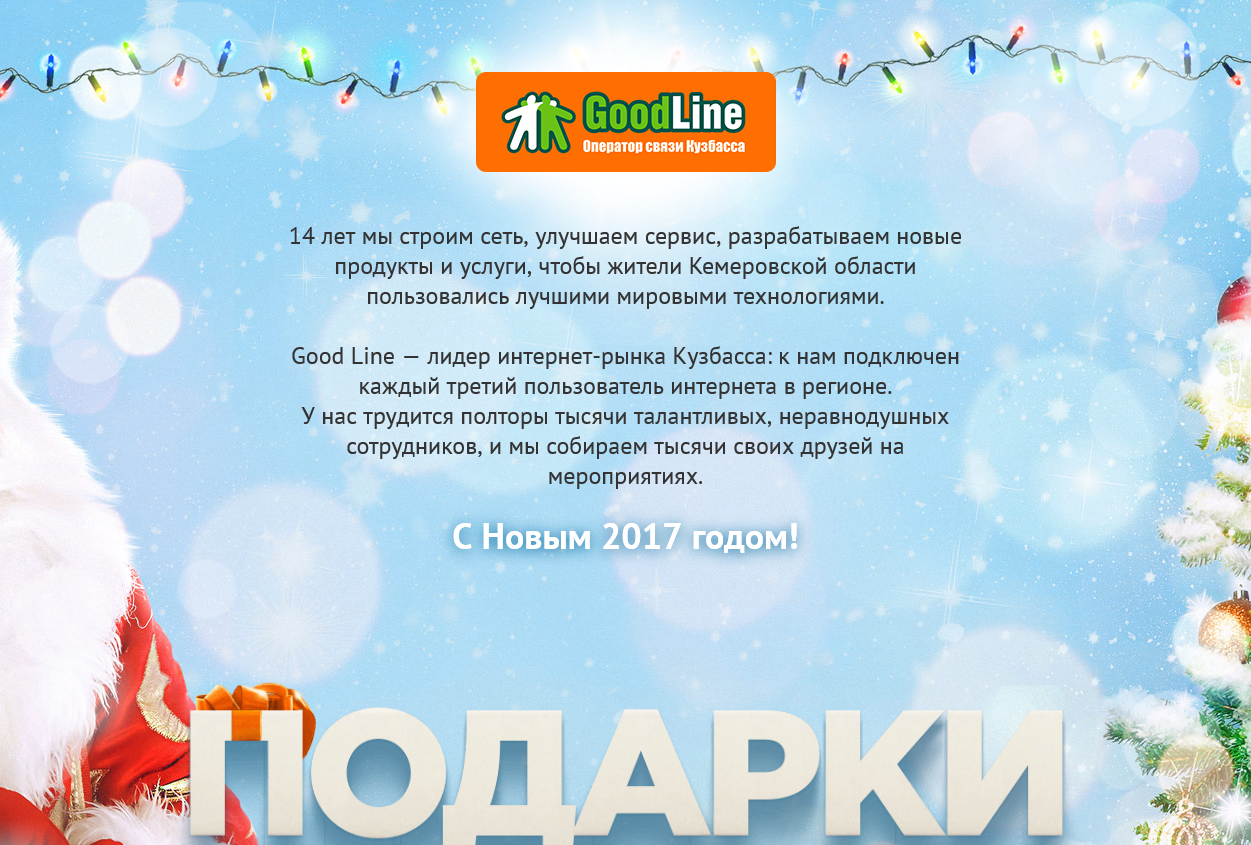 GoodLine
Оператор связи Кузбасса
14 лет мы строим сеть, улучшаем сервис, разрабатываем новые
продукты и услуги, чтобы жители Кемеровской области
пользовались лучшими мировыми технологиями.
Good Line — лидер интернет-рынка Кузбасса: к нам подключен
каждый третий пользователь интернета в регионе.
У нас трудится полторы тысячи талантливых, неравнодушных
сотрудников, и мы собираем тысячи своих друзей на
мероприятиях.
С Новым 2017 годом!
ПОДАРКИ